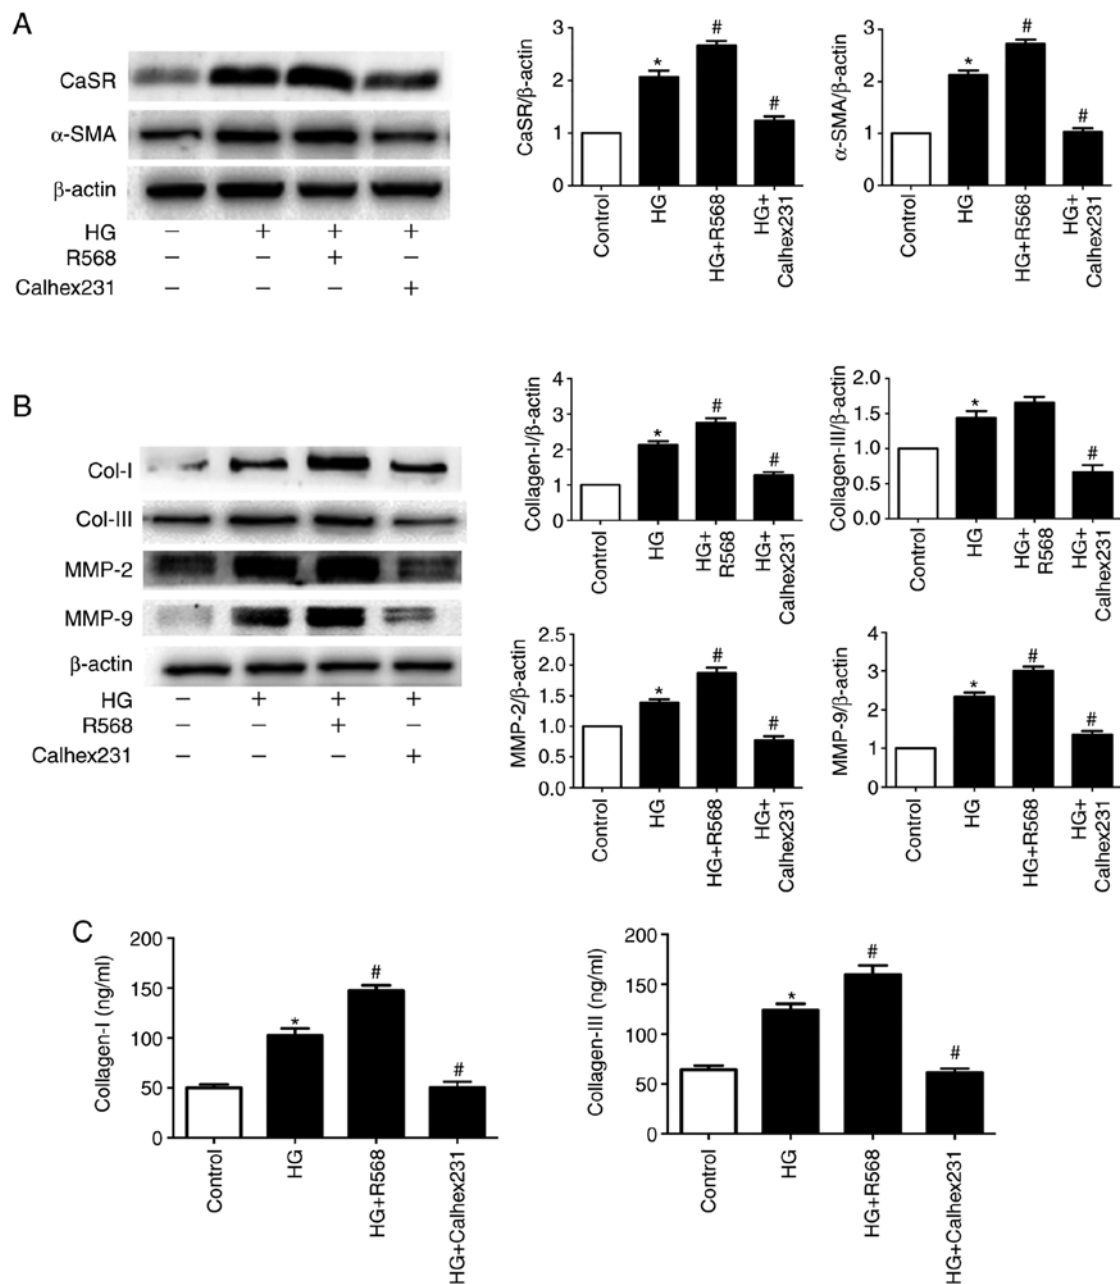 A
CaSR
α-SMA
β-actin
HG − + + +
R568 − − + −
Calhex231 − − − +
CaSR/β-actin
3
2
1
0
*
#
#
Control
HG
HG+R568
HG+
Calhex231
α-SMA/β-actin
3
2
1
0
*
#
#
Control
HG
HG+R568
HG+
Calhex231
B
Col-I
Col-III
MMP-2
MMP-9
β-actin
HG − + + +
R568 − − + −
Calhex231 − − − +
Collagen-I/β-actin
4
3
2
1
0
*
#
#
Control
HG
HG+
R568
HG+
Calhex231
Collagen-III/β-actin
2.0
1.5
1.0
0.5
0.0
*
#
Control
HG
HG+
R568
HG+
Calhex231
MMP-2/β-actin
2.5
2.0
1.5
1.0
0.5
0.0
*
#
#
Control
HG
HG+R568
HG+
Calhex231
MMP-9/β-actin
4
3
2
1
0
*
#
#
Control
HG
HG+R568
HG+
Calhex231
C
Collagen-I (ng/ml)
200
150
100
50
0
*
#
#
Control
HG
HG+R568
HG+Calhex231
Collagen-III (ng/ml)
200
150
100
50
0
*
#
#
Control
HG
HG+R568
HG+Calhex231